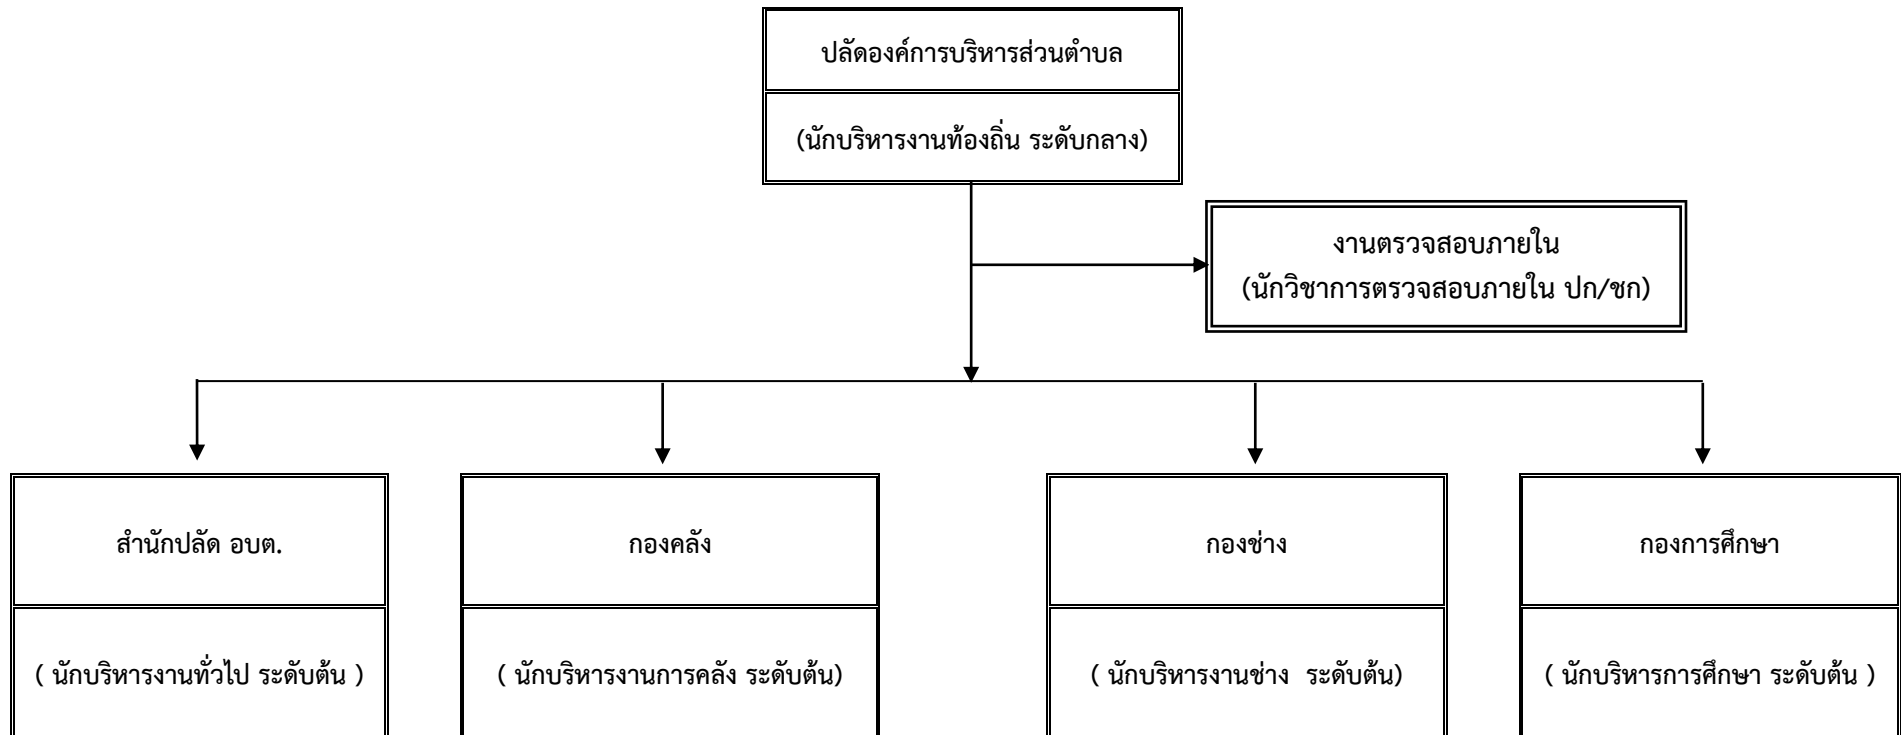 ปลัดองค์การบริหารส่วนตำบล
(นักบริหารงานท้องถิ่น ระดับกลาง)
งานตรวจสอบภายใน
(นักวิชาการตรวจสอบภายใน ปก/ชก)
สำนักปลัด อบต.
( นักบริหารงานทั่วไป ระดับต้น )
กองคลัง
( นักบริหารงานการคลัง ระดับต้น)
กองช่าง
( นักบริหารงานช่าง  ระดับต้น)
กองการศึกษา
( นักบริหารการศึกษา ระดับต้น )